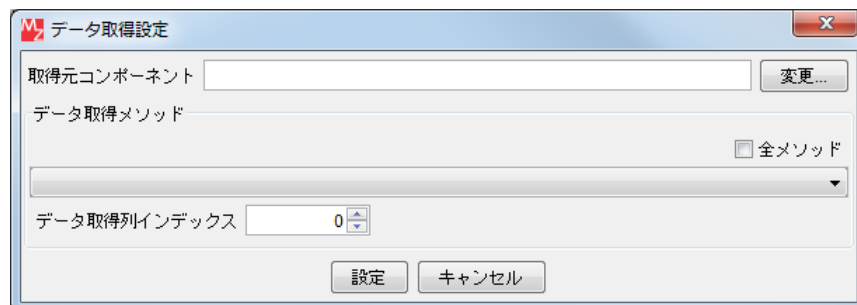 データ取得設定
取得元コンポーネント 変更...
データ取得メソッド
全メソッド
データ取得列インデックス 0
設定 キャンセル